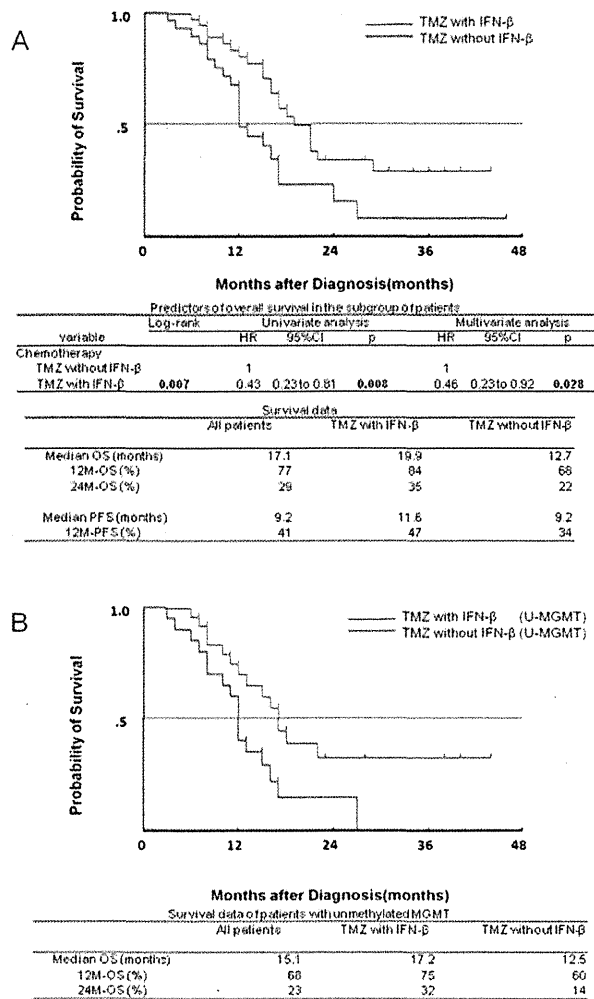 A
1.0
.5
0
Probability of Survival
TMZ with IFN-β
TMZ without IFN-β
0 12 24 36 48
Months after Diagnosis(months)
Predictors of overall survival in the subgroup of patients
Log-rank Univariate analysis Multivariate analysis
variable HR 95%CI p HR 95%CI p
Chemotherapy
TMZ without IFN-β 1 1
TMZ with IFN-β 0.007 0.43 0.23 to 0.81 0.008 0.46 0.23 to 0.92 0.028
Survival data
All patients TMZ with IFN-β TMZ without IFN-β
Median OS (months) 17.1 19.9 12.7
12M-OS (%) 77 84 68
24M-OS (%) 29 35 22
Median PFS (months) 9.2 11.6 9.2
12M-PFS (%) 41 47 34
B
1.0
.5
Probability of Survival
TMZ with IFN-β (U-MGMT)
TMZ without IFN-β (U-MGMT)
0 12 24 36 48
Months after Diagnosis(months)
Survival data of patients with unmethylated MGMT
All patients TMZ with IFN-β TMZ without IFN-β
Median OS (months) 15.1 17.2 12.5
12M-OS (%) 68 75 60
24M-OS (%) 23 32 14